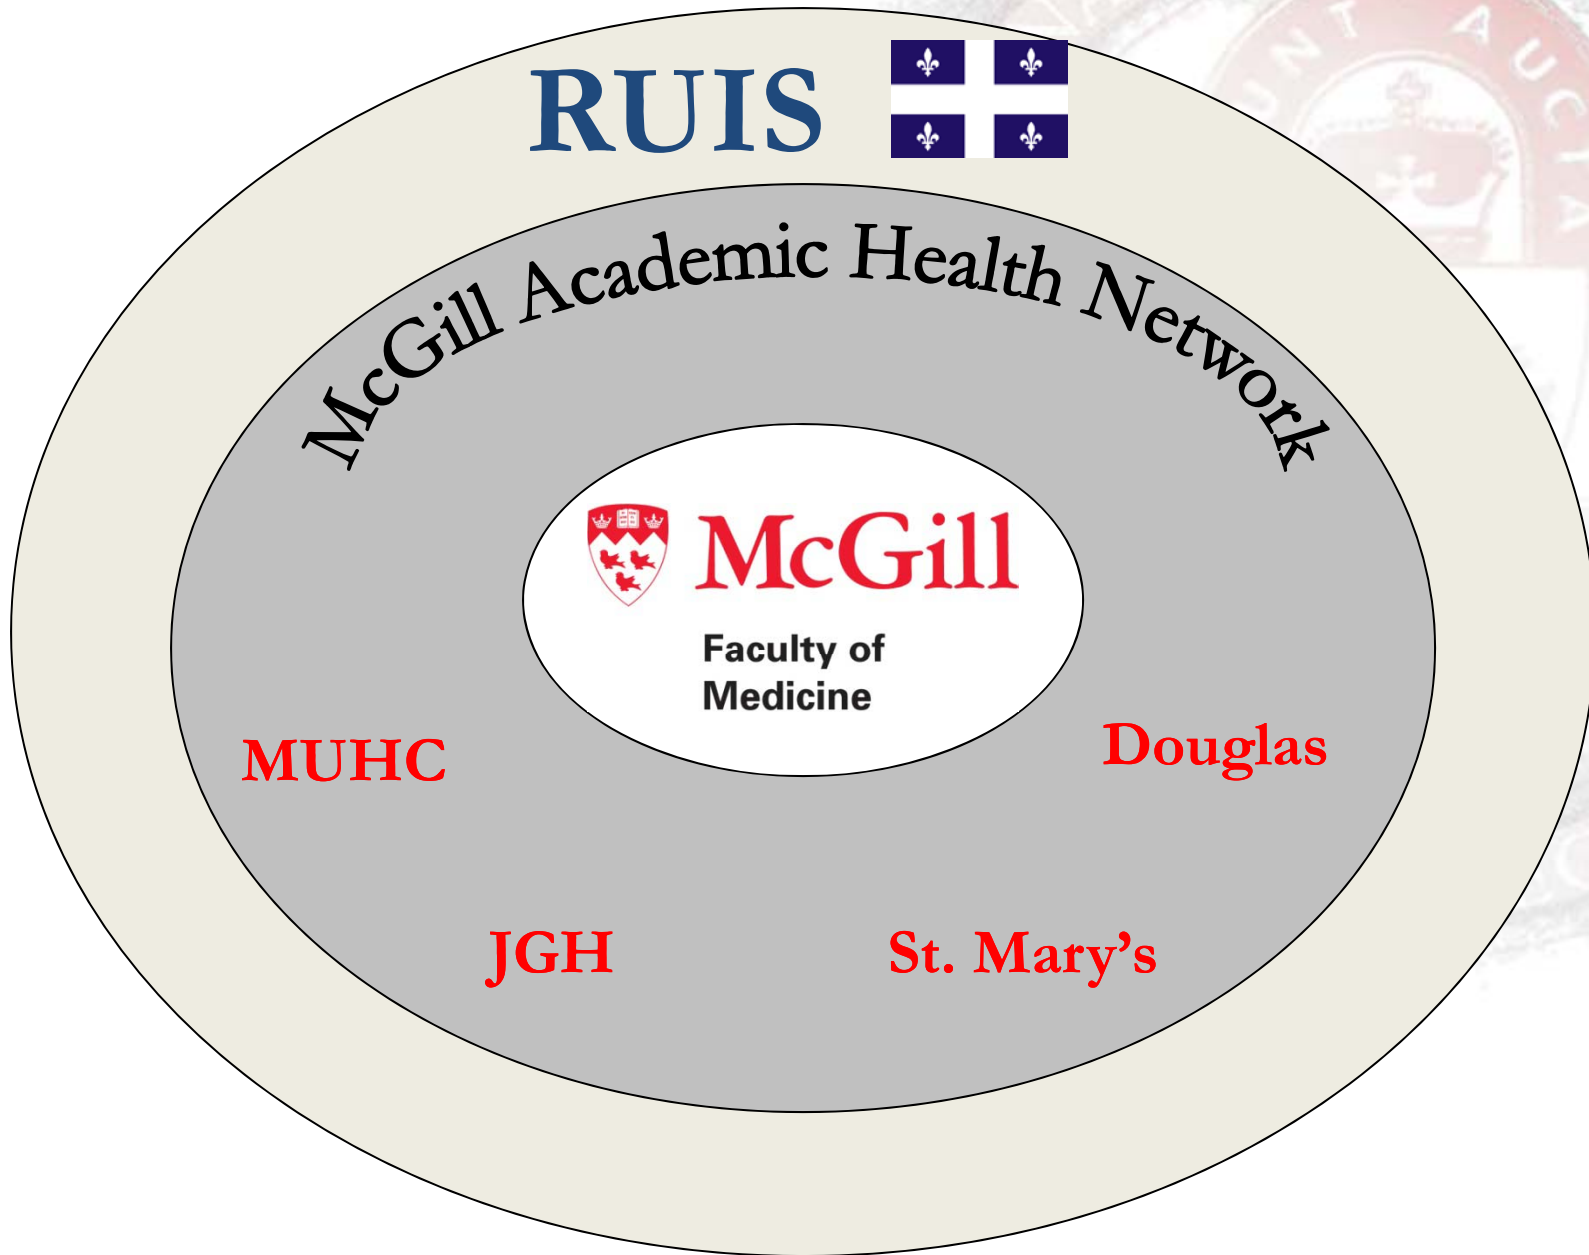 RUIS
McGill Academic Health Network
McGill
Faculty of
Medicine
MUHC
Douglas
JGH
St. Mary’s